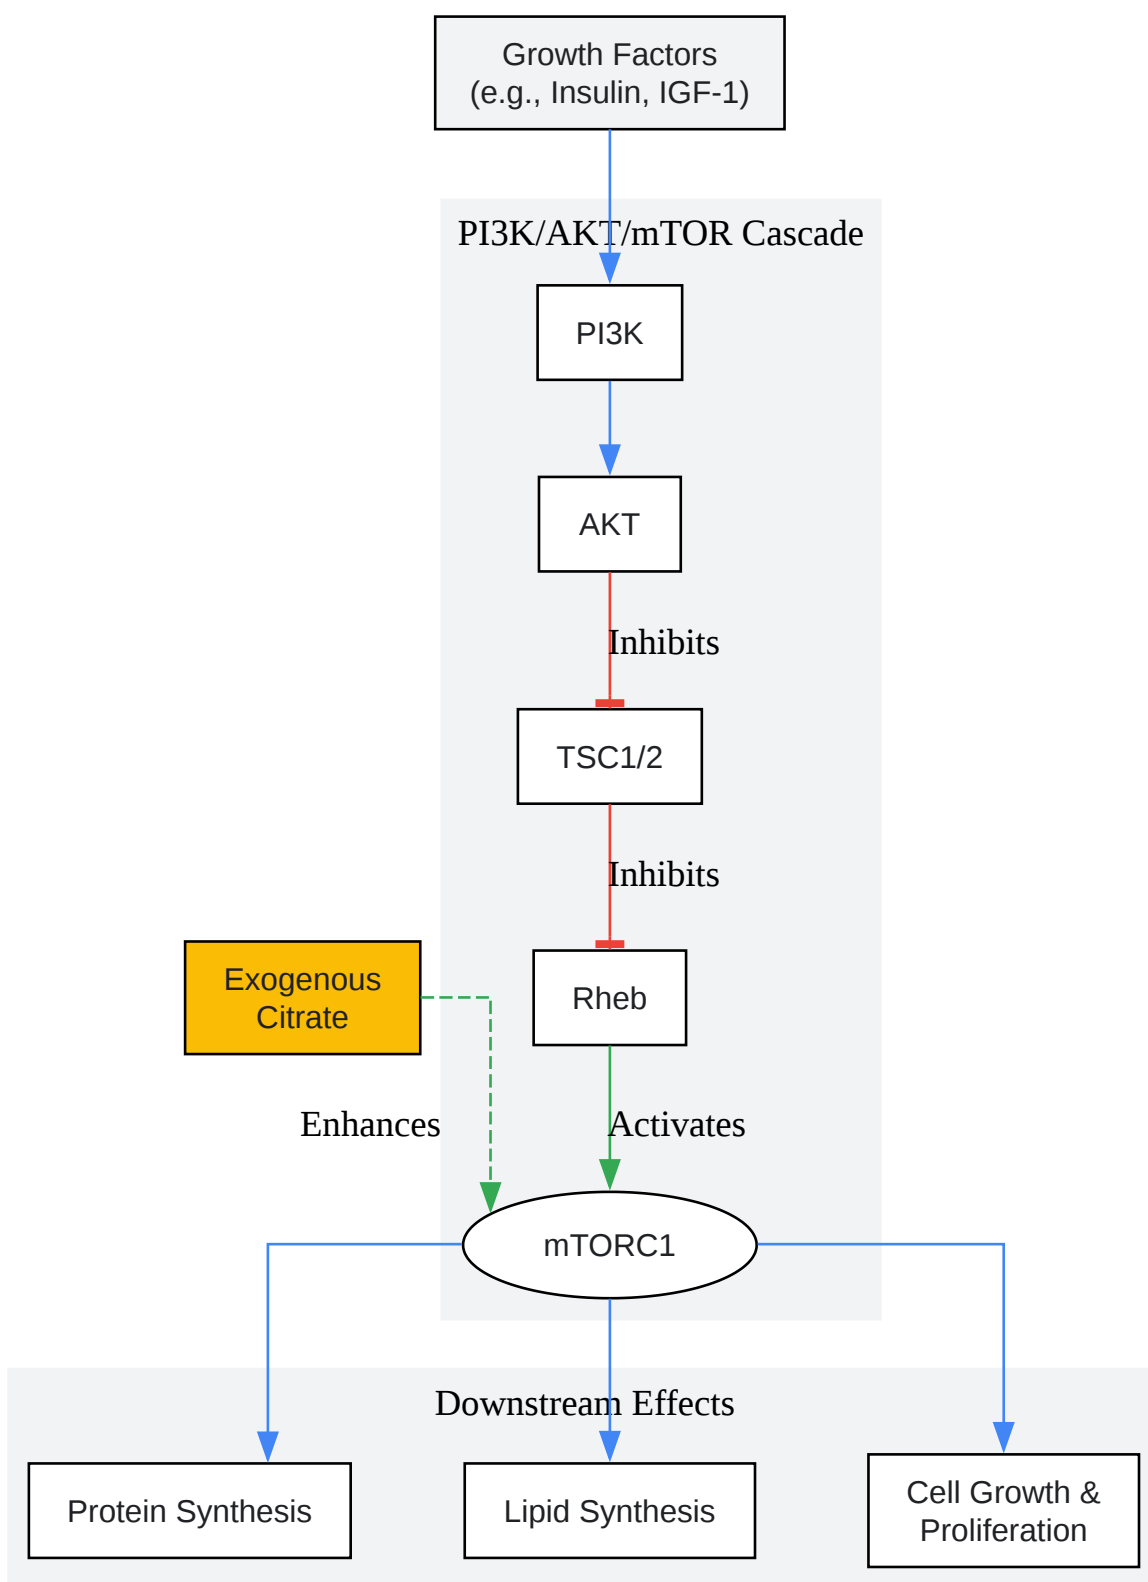 Growth Factors
(e.g., Insulin, IGF-1)
PI3K/AKT/mTOR Cascade
PI3K
AKT
Inhibits
TSC1/2
Inhibits
Exogenous
Citrate
Rheb
Enhances
Activates
mTORC1
Downstream Effects
Protein Synthesis
Lipid Synthesis
Cell Growth &
Proliferation